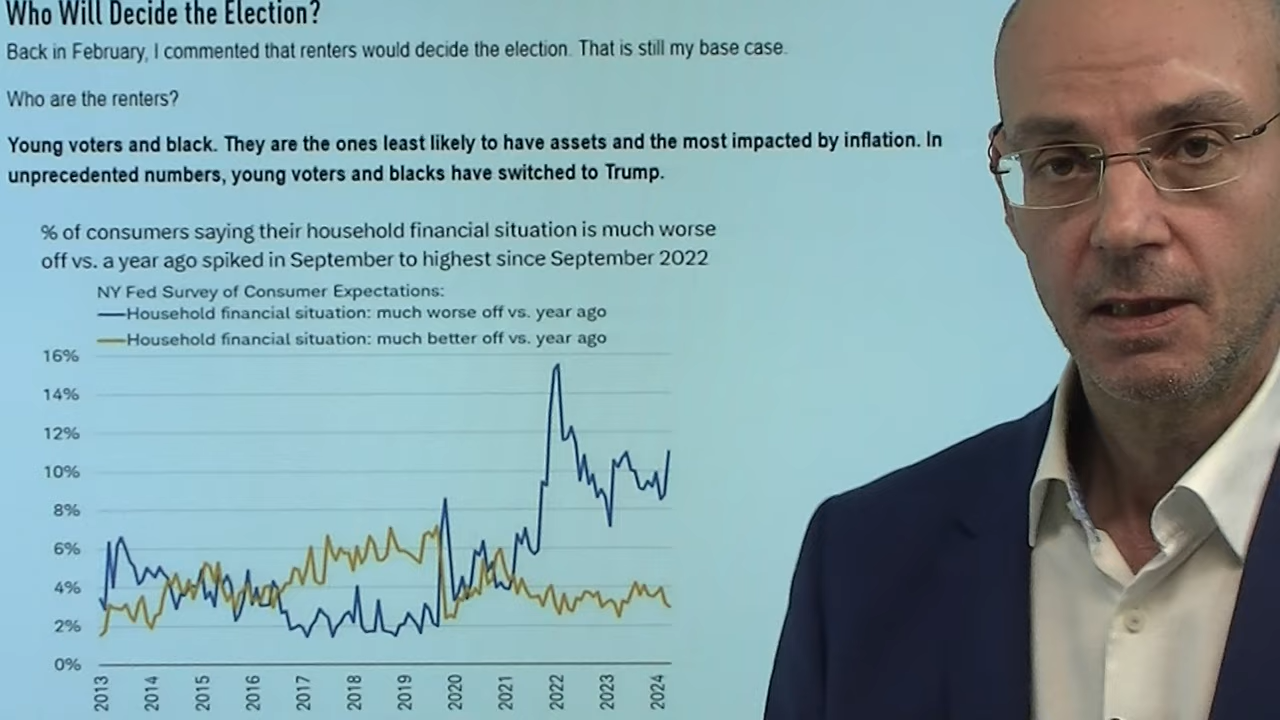 Who Will Decide the Election?
Back in February, I commented that renters would decide the election. That is still my base case.
Who are the renters?
Young voters and black. They are the ones least likely to have assets and the most impacted by inflation. In
unprecedented numbers, young voters and blacks have switched to Trump.
% of consumers saying their household financial situation is much worse
off vs. a year ago spiked in September to highest since September 2022
NY Fed Survey of Consumer Expectations:
Household financial situation: much worse off vs. year ago
Household financial situation: much better off vs. year ago
16%
14%
12%
10%
8%
6%
4%
2%
0%
2013 2014 2015 2016 2017 2018 2019 2020 2021 2022 2023 2024